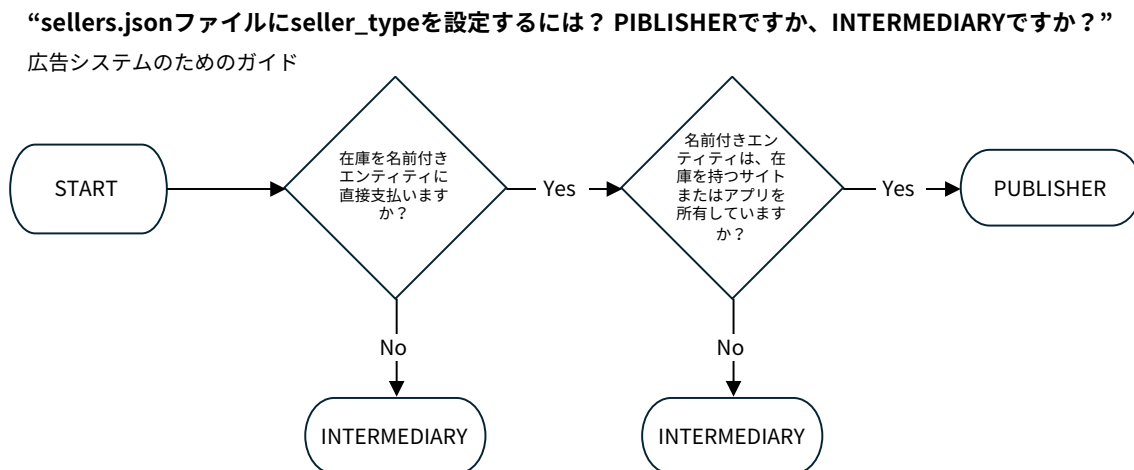 “sellers.jsonファイルにseller_typeを設定するには？ PIBLISHERですか、INTERMEDIARYですか？”
広告システムのためのガイド
START
在庫を名前付き
エンティティに
直接支払います
か？
Yes
名前付きエン
ティティは、在
庫を持つサイト
またはアプリを
所有しています
か？
Yes
PUBLISHER
No
No
INTERMEDIARY
INTERMEDIARY